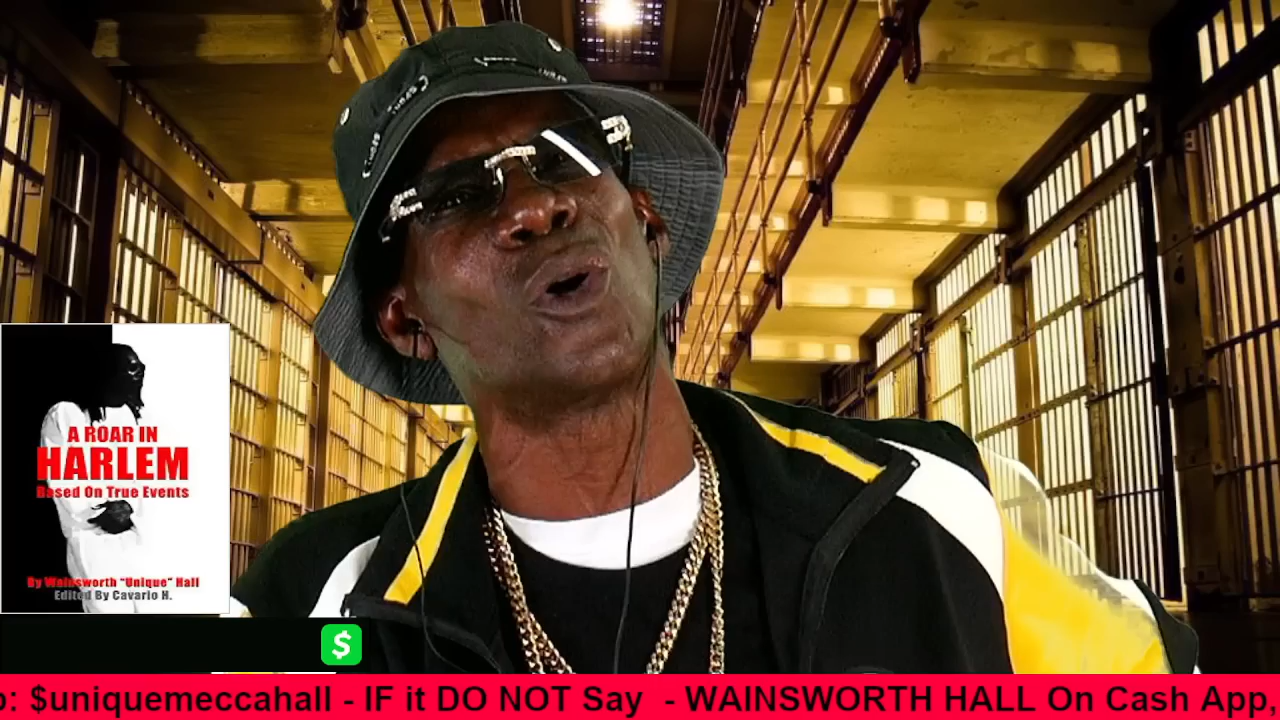 A ROAR IN
HARLEM
Based On True Events
By Wainsworth "Unique" Hall
Edited By Cavario H.
$
: $uniquemeccahall - IF it DO NOT Say - WAINSWORTH HALL On Cash App,